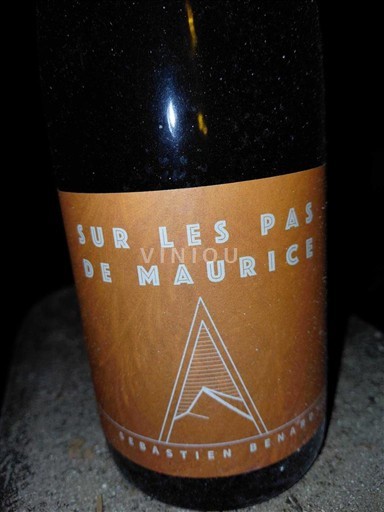 SUR LES PAS
DE MAURICE
VINIOU
SEBASTIEN